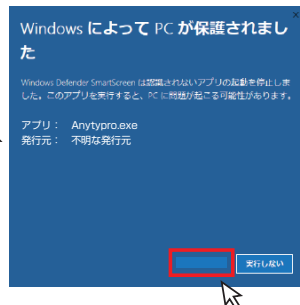 Windows によって PC が保護されまし
た
Windows Defender SmartScreen は認識されないアプリの起動を停止しま
した。このアプリを実行すると、PC に問題が起こる可能性があります。
アプリ： Anytypro.exe
発行元： 不明な発行元
実行しない